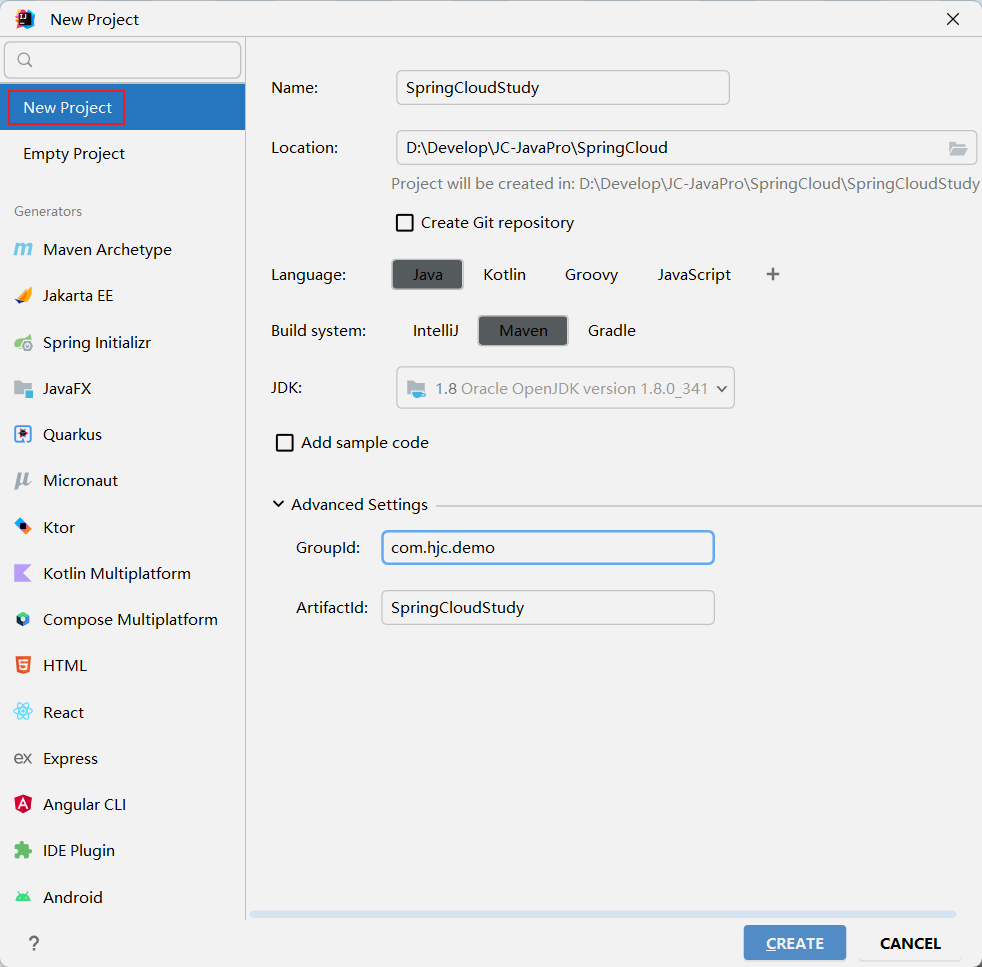 New Project
New Project
Empty Project
Generators
Maven Archetype
Jakarta EE
Spring Initializr
JavaFX
Quarkus
Micronaut
Ktor
Kotlin Multiplatform
Compose Multiplatform
HTML
React
ex Express
Angular CLI
IDE Plugin
Android
?
Name: SpringCloudStudy
Location: D:\Develop\JC-JavaPro\SpringCloud
Project will be created in: D:\Develop\JC-JavaPro\SpringCloud\SpringCloudStudy
Create Git repository
Language: Java Kotlin Groovy JavaScript +
Build system: IntelliJ Maven Gradle
JDK: 1.8 Oracle OpenJDK version 1.8.0_341
Add sample code
Advanced Settings
GroupId: com.hjc.demo
ArtifactId: SpringCloudStudy
CREATE CANCEL